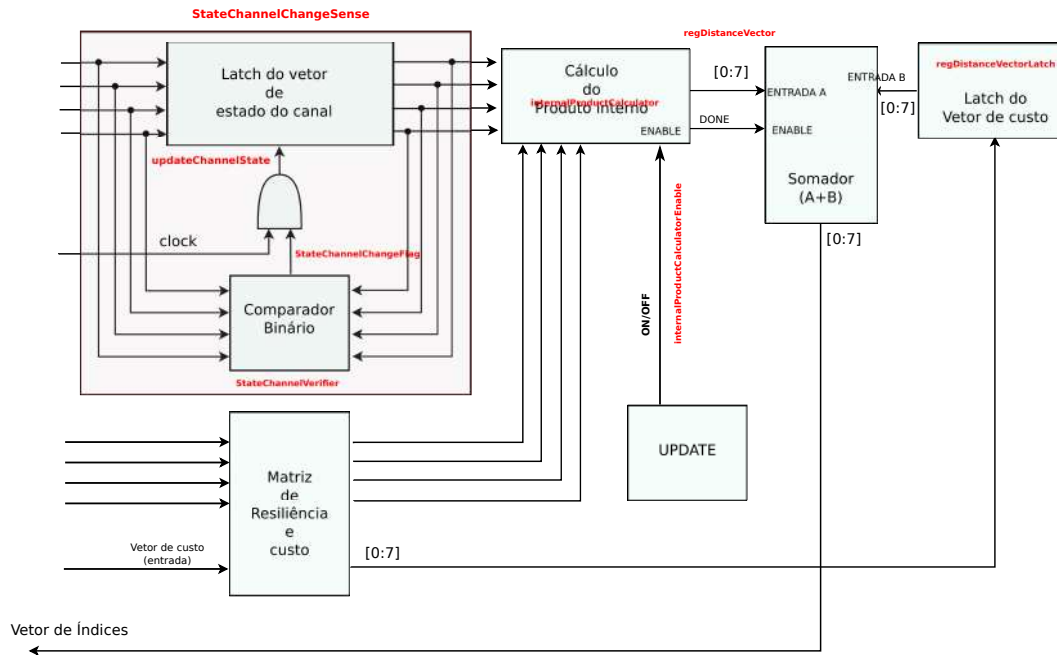 StateChannelChangeSense
regDistanceVector
Latch do vetor
de
estado do canal
Cálculo
do
internalProductCalculator
Produto Interno
ENABLE
[0:7]
DONE
ENTRADA A
ENABLE
ENTRADA B
[0:7]
regDistanceVectorLatch
Latch do
Vetor de custo
Somador
(A+B)
[0:7]
updateChannelState
clock
StateChannelChangeFlag
Comparador
Binário
StateChannelVerifier
ON/OFF
internalProductCalculatorEnable
UPDATE
Matriz
de
Resiliência
e
custo
Vetor de custo
(entrada)
[0:7]
Vetor de Índices